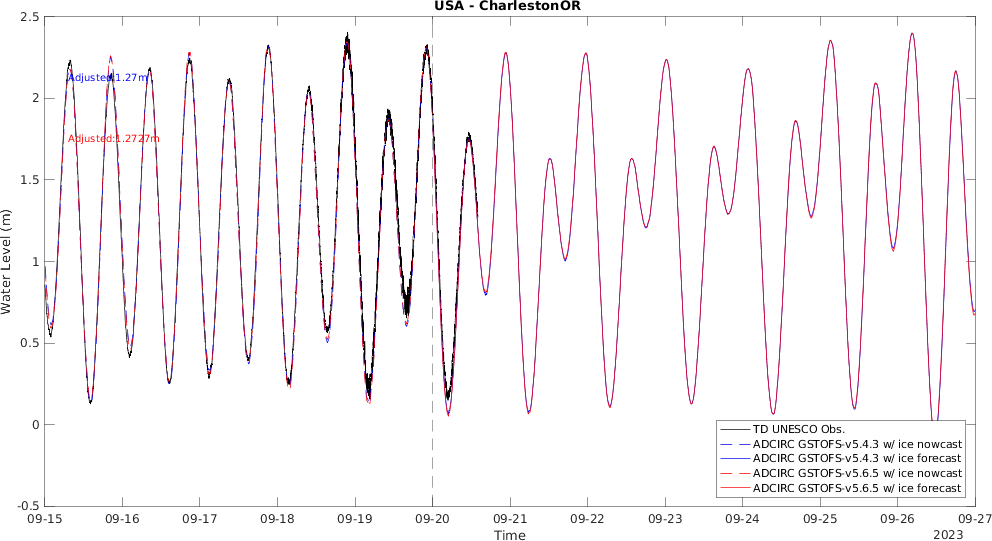 USA - CharlestonOR
2.5
2
1.5
1
0.5
0
-0.5
Water Level (m)
Adjusted:1.27m
Adjusted:1.2727m
TD UNESCO Obs.
ADCIRC GSTOFS-v5.4.3 w/ ice nowcast
ADCIRC GSTOFS-v5.4.3 w/ ice forecast
ADCIRC GSTOFS-v5.6.5 w/ ice nowcast
ADCIRC GSTOFS-v5.6.5 w/ ice forecast
09-15 09-16 09-17 09-18 09-19 09-20 09-21 09-22 09-23 09-24 09-25 09-26 09-27
Time
2023